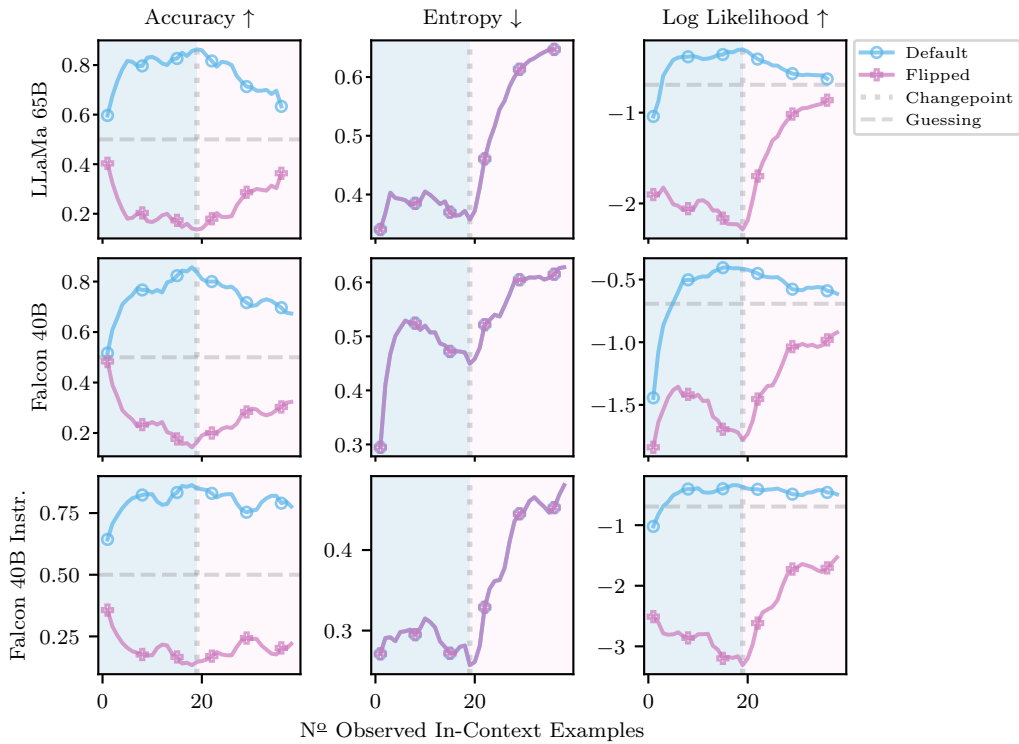 Accuracy ↑ Entropy ↓ Log Likelihood ↑
LLaMa 65B
0.8
0.6
0.4
0.2
0.6
0.5
0.4
−1
−2
Default
Flipped
Changepoint
Guessing
Falcon 40B
0.8
0.6
0.4
0.2
0.6
0.5
0.4
0.3
−0.5
−1.0
−1.5
Falcon 40B Instr.
0.75
0.50
0.25
0.4
0.3
−1
−2
−3
0 20 0 20 0 20
Nº Observed In-Context Examples